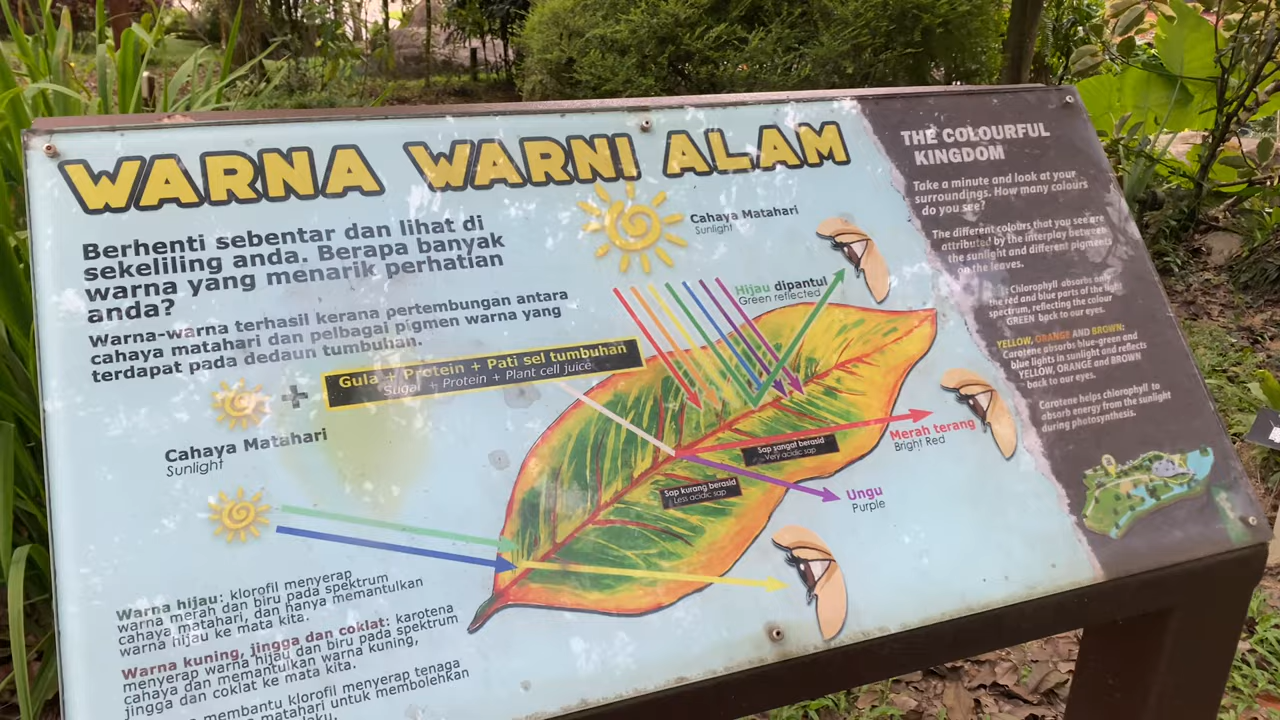 WARNA WARNI ALAM
Berhenti sebentar dan lihat di
sekeliling anda. Berapa banyak
warna yang menarik perhatian
anda?
Warna-warna terhasil kerana pertembungan antara
cahaya matahari dan pelbagai pigmen warna yang
terdapat pada dedaun tumbuhan.
Gula + Protein + Pati sel tumbuhan
Sugar + Protein + Plant cell juice
+
Cahaya Matahari
Sunlight
Cahaya Matahari
Sunlight
Hijau dipantul
Green reflected
Sap sangat berasid
Very acidic sap
Merah terang
Bright Red
Sap kurang berasid
Less acidic sap
Ungu
Purple
Warna hijau: klorofil menyerap
warna merah dan biru pada spektrum
cahaya matahari, dan hanya memantulkan
warna hijau ke mata kita.
Warna kuning, jingga dan coklat: karotena
menyerap warna hijau dan biru pada spektrum
cahaya dan memantulkan warna kuning,
jingga dan coklat ke mata kita.
membantu klorofil menyerap tenaga
matahari untuk membolehkan
THE COLOURFUL
KINGDOM
Take a minute and look at your
surroundings. How many colours
do you see?
The different colours that you see are
attributed by the interplay between
the sunlight and different pigments
on the leaves.
Chlorophyll absorbs only
the red and blue parts of the light
spectrum, reflecting the colour
GREEN back to our eyes.
YELLOW, ORANGE AND BROWN:
Carotene absorbs blue-green and
blue lights in sunlight and reflects
YELLOW, ORANGE and BROWN
back to our eyes.
Carotene helps chlorophyll to
absorb energy from the sunlight
during photosynthesis.